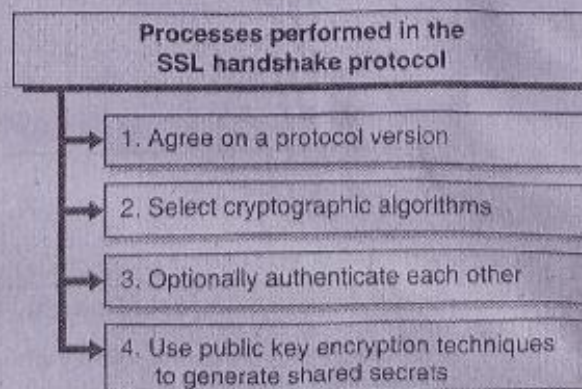 Processes performed in the
SSL handshake protocol
1. Agree on a protocol version
2. Select cryptographic algorithms
3. Optionally authenticate each other
4. Use public key encryption techniques
to generate shared secrets